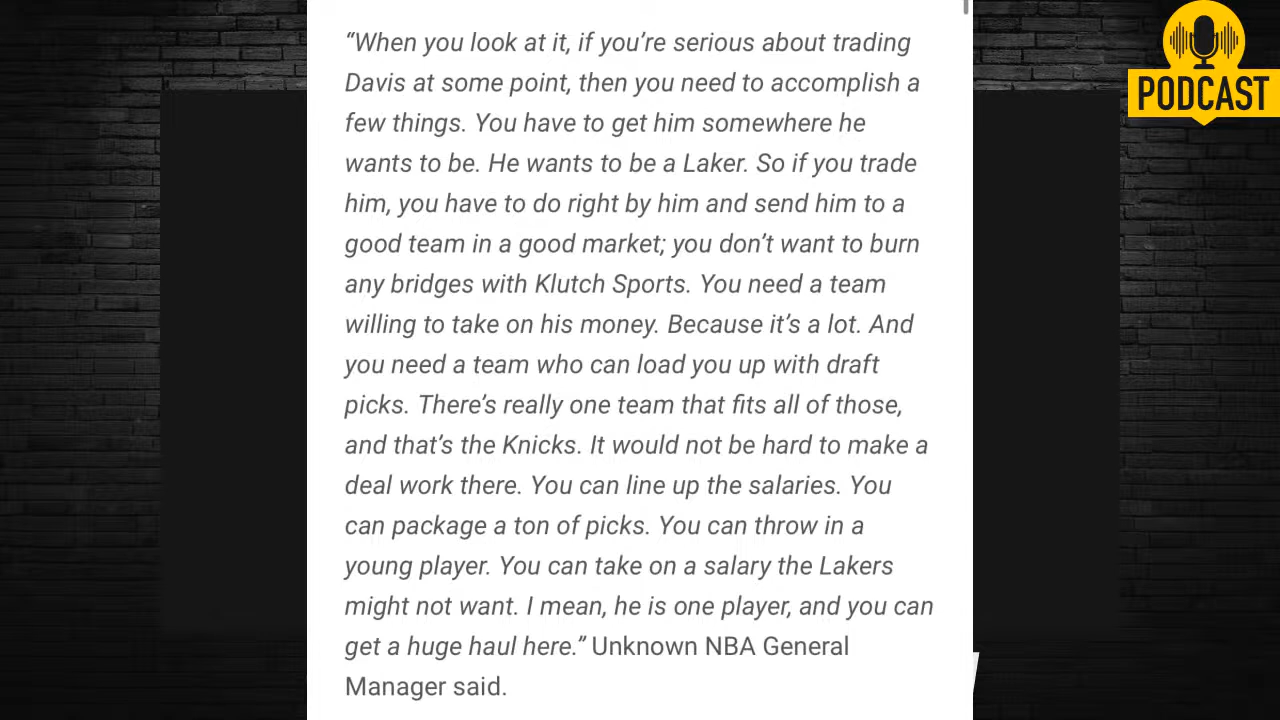 “When you look at it, if you’re serious about trading
Davis at some point, then you need to accomplish a
few things. You have to get him somewhere he
wants to be. He wants to be a Laker. So if you trade
him, you have to do right by him and send him to a
good team in a good market; you don’t want to burn
any bridges with Klutch Sports. You need a team
willing to take on his money. Because it’s a lot. And
you need a team who can load you up with draft
picks. There’s really one team that fits all of those,
and that’s the Knicks. It would not be hard to make a
deal work there. You can line up the salaries. You
can package a ton of picks. You can throw in a
young player. You can take on a salary the Lakers
might not want. I mean, he is one player, and you can
get a huge haul here.” Unknown NBA General
Manager said.
PODCAST